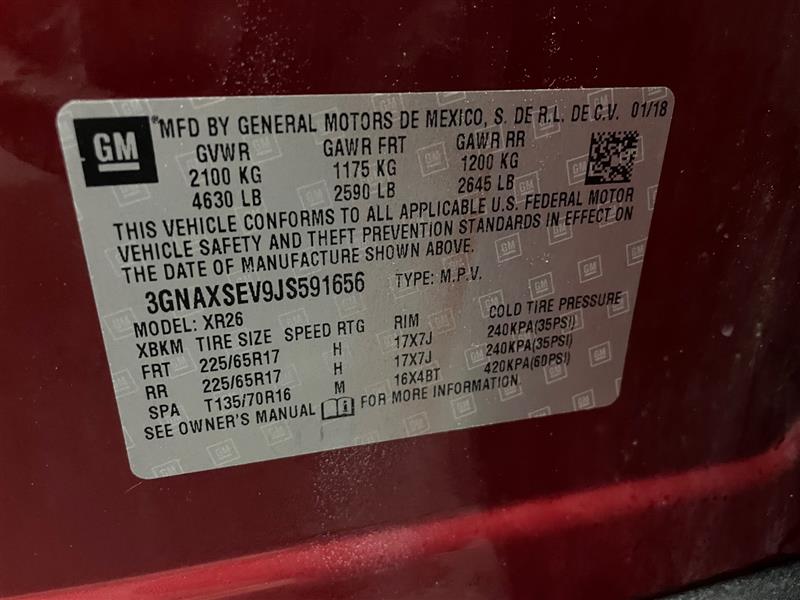 GM
®MFD BY GENERAL MOTORS DE MEXICO, S. DE R.L. DE C.V. 01/18
GVWR GAWR FRT GAWR RR
2100 KG 1175 KG 1200 KG
4630 LB 2590 LB 2645 LB
THIS VEHICLE CONFORMS TO ALL APPLICABLE U.S. FEDERAL MOTOR
VEHICLE SAFETY AND THEFT PREVENTION STANDARDS IN EFFECT ON
THE DATE OF MANUFACTURE SHOWN ABOVE.
3GNAXSEV9JS591656 TYPE: M.P.V.
MODEL: XR26
XBKM TIRE SIZE SPEED RTG RIM COLD TIRE PRESSURE
FRT 225/65R17 H 17X7J 240KPA(35PSI)
RR 225/65R17 H 17X7J 240KPA(35PSI)
SPA T135/70R16 M 16X4BT 420KPA(60PSI)
SEE OWNER'S MANUAL FOR MORE INFORMATION.